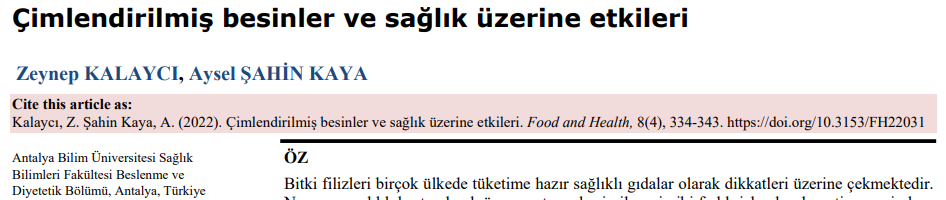 Çimlendirilmiş besinler ve sağlık üzerine etkileri
Zeynep KALAYCI, Aysel ŞAHİN KAYA
Cite this article as:
Kalaycı, Z. Şahin Kaya, A. (2022). Çimlendirilmiş besinler ve sağlık üzerine etkileri. Food and Health, 8(4), 334-343. https://doi.org/10.3153/FH22031
Antalya Bilim Üniversitesi Sağlık
Bilimleri Fakültesi Beslenme ve
Diyetetik Bölümü, Antalya, Türkiye
ÖZ
Bitki filizleri birçok ülkede tüketime hazır sağlıklı gıdalar olarak dikkatleri üzerine çekmektedir.